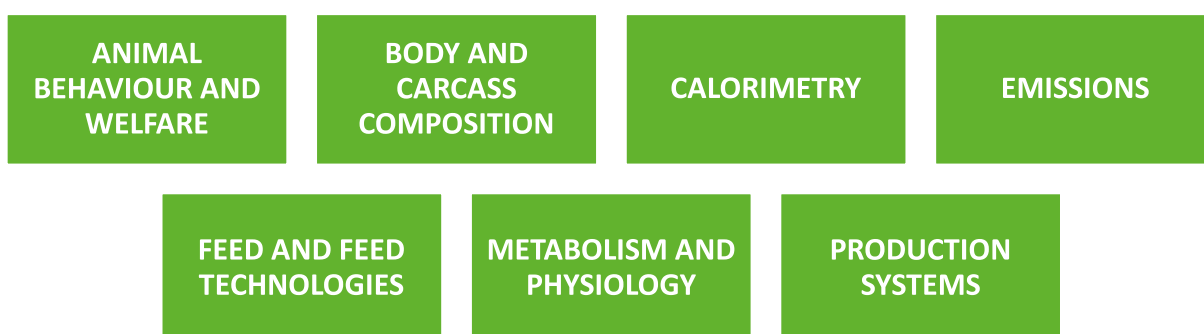 ANIMAL
BEHAVIOUR AND
WELFARE
BODY AND
CARCASS
COMPOSITION
CALORIMETRY
EMISSIONS
FEED AND FEED
TECHNOLOGIES
METABOLISM AND
PHYSIOLOGY
PRODUCTION
SYSTEMS